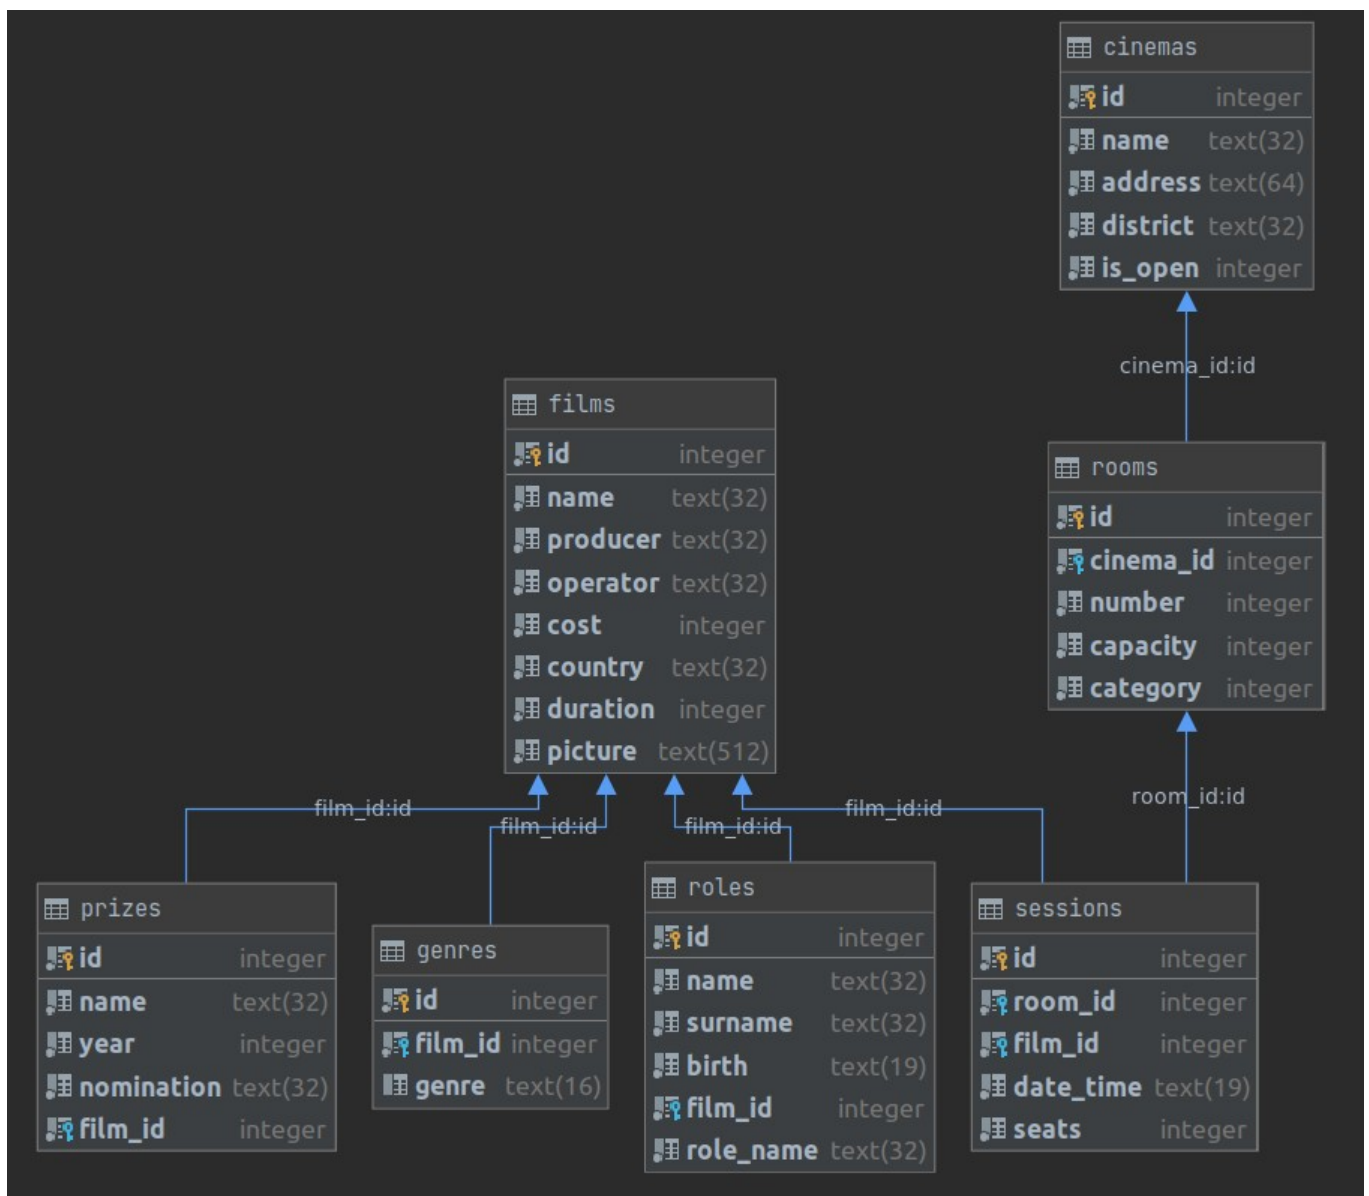 cinemas
id integer
name text(32)
address text(64)
district text(32)
is_open integer
cinema_id:id
films
id integer
name text(32)
producer text(32)
operator text(32)
cost integer
country text(32)
duration integer
picture text(512)
rooms
id integer
cinema_id integer
number integer
capacity integer
category integer
film_id:id
film_id:id
film_id:id
film_id:id
room_id:id
prizes
id integer
name text(32)
year integer
nomination text(32)
film_id integer
genres
id integer
film_id integer
genre text(16)
roles
id integer
name text(32)
surname text(32)
birth text(19)
film_id integer
role_name text(32)
sessions
id integer
room_id integer
film_id integer
date_time text(19)
seats integer